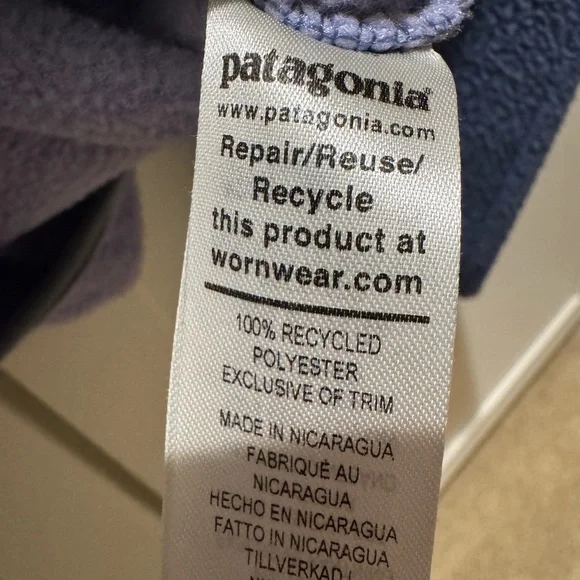 patagonia®
www.patagonia.com
Repair/Reuse/
Recycle
this product at
wornwear.com
100% RECYCLED
POLYESTER
EXCLUSIVE OF TRIM
MADE IN NICARAGUA
FABRIQUÉ AU
NICARAGUA
HECHO EN NICARAGUA
FATTO IN NICARAGUA
TILLVERKAD I